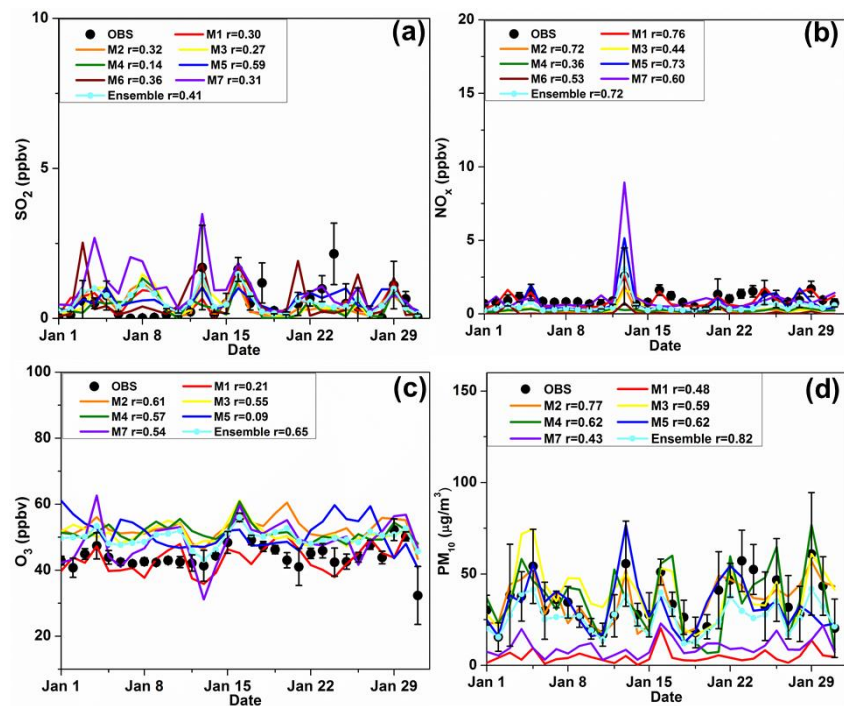 (a)
OBS M1 r=0.30
M2 r=0.32 M3 r=0.27
M4 r=0.14 M5 r=0.59
M6 r=0.36 M7 r=0.31
Ensemble r=0.41
SO2 (ppbv)
10
5
0
Jan 1 Jan 8 Jan 15 Jan 22 Jan 29
Date
(b)
OBS M1 r=0.76
M2 r=0.72 M3 r=0.44
M4 r=0.36 M5 r=0.73
M6 r=0.53 M7 r=0.60
Ensemble r=0.72
NOx (ppbv)
20
15
10
5
0
Jan 1 Jan 8 Jan 15 Jan 22 Jan 29
Date
(c)
OBS M1 r=0.21
M2 r=0.61 M3 r=0.55
M4 r=0.57 M5 r=0.09
M7 r=0.54 Ensemble r=0.65
O3 (ppbv)
100
80
60
40
20
Jan 1 Jan 8 Jan 15 Jan 22 Jan 29
Date
(d)
OBS M1 r=0.48
M2 r=0.77 M3 r=0.59
M4 r=0.62 M5 r=0.62
M7 r=0.43 Ensemble r=0.82
PM10 (μg/m3)
150
100
50
0
Jan 1 Jan 8 Jan 15 Jan 22 Jan 29
Date